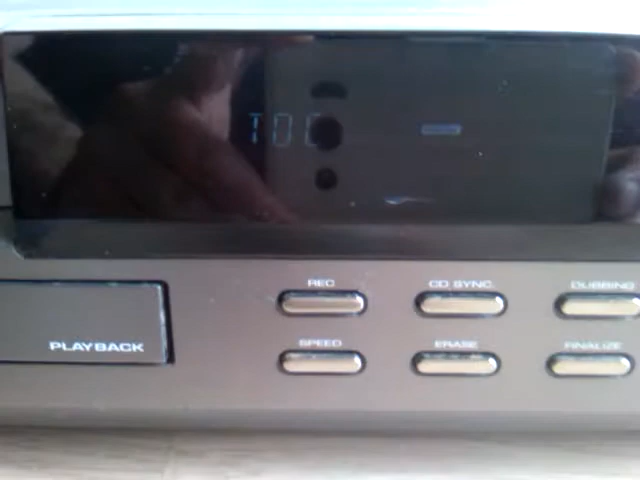 TOC
REC
CD SYNC.
DUBBING
PLAYBACK
SPEED
ERASE
FINALIZE